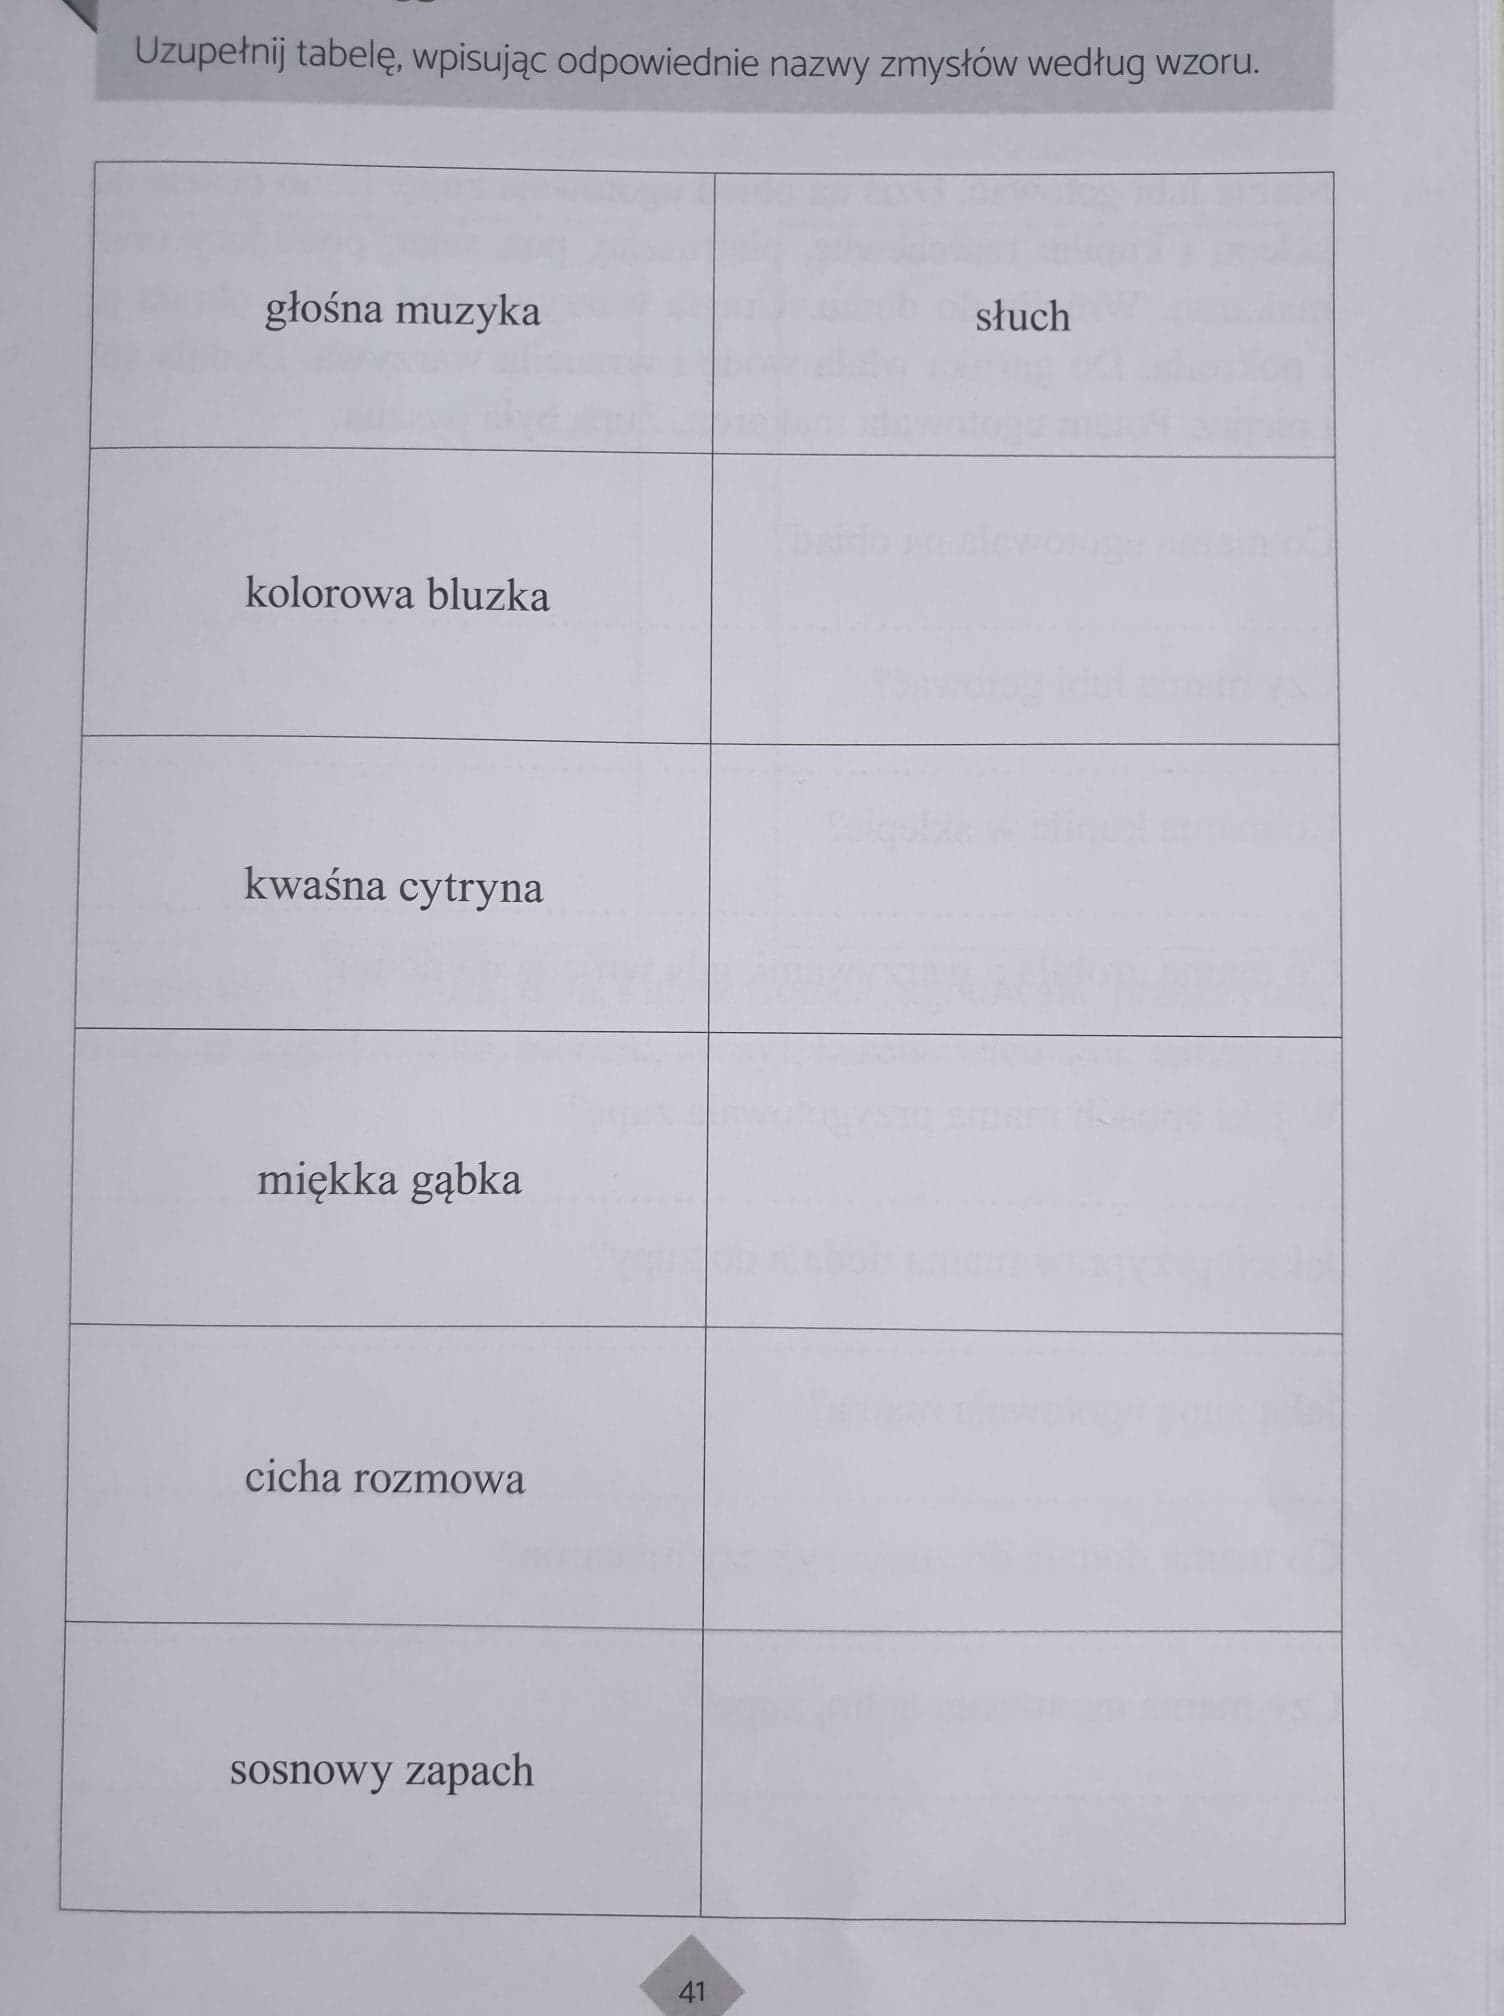 Uzupełnij tabelę, wpisując odpowiednie nazwy zmysłów według wzoru.
głośna muzyka słuch
kolorowa bluzka
kwaśna cytryna
miękka gąbka
cicha rozmowa
sosnowy zapach
41